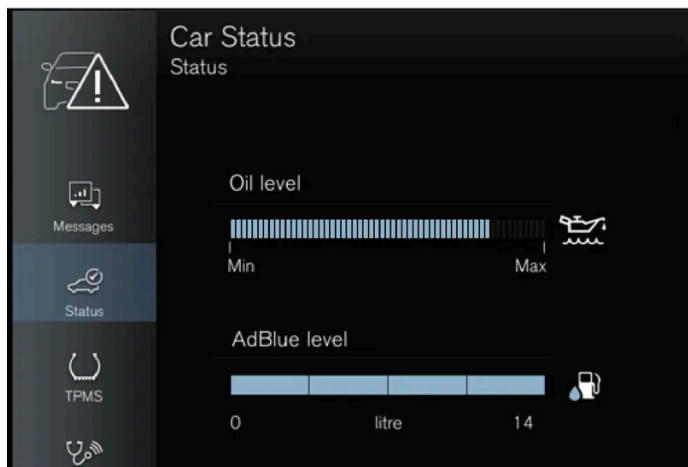 Car Status
Status
Messages
Status
TPMS
Oil level
Min
Max
AdBlue level
0
litre
14